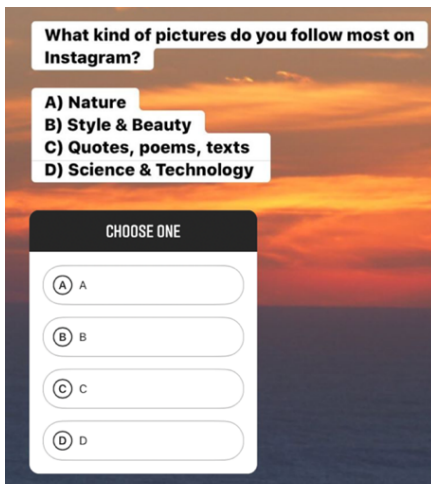 What kind of pictures do you follow most on
Instagram?
A) Nature
B) Style & Beauty
C) Quotes, poems, texts
D) Science & Technology
CHOOSE ONE
A A
B B
C C
D D